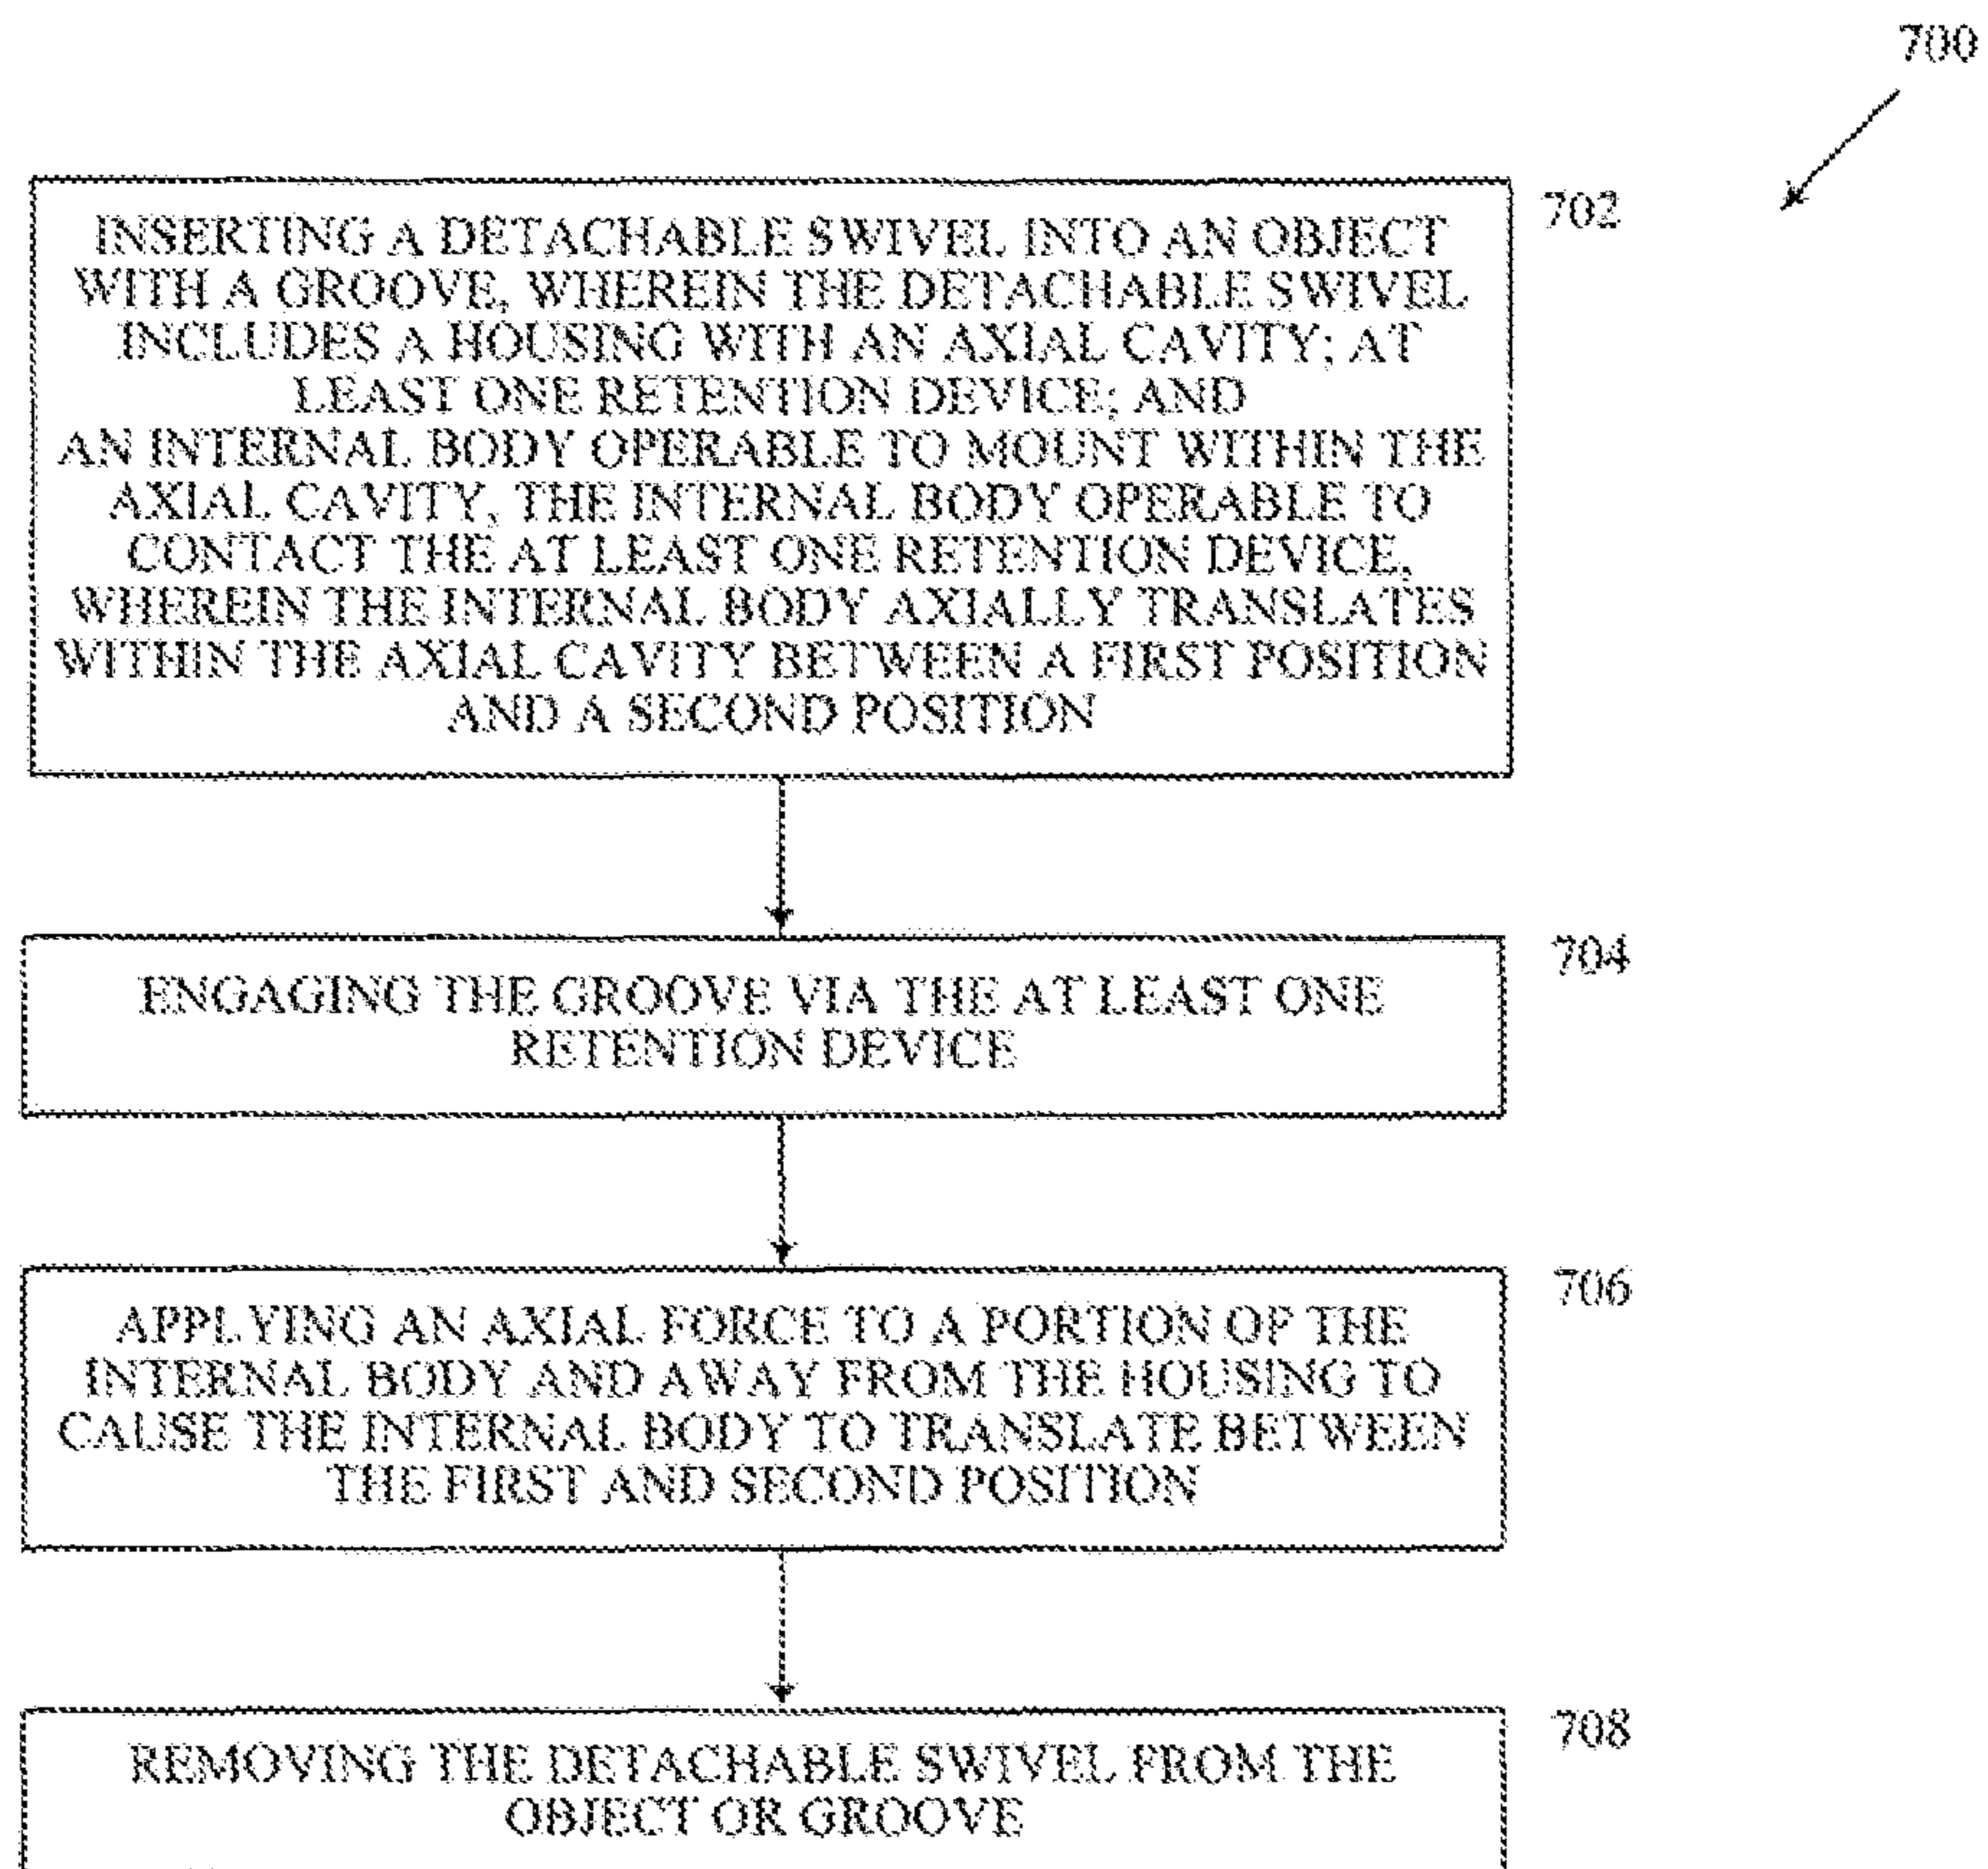 700
702
INSERTING A DETACHABLE SWIVEL INTO AN OBJECT
WITH A GROOVE, WHEREIN THE DETACHABLE SWIVEL
INCLUDES A HOUSING WITH AN AXIAL CAVITY; AT
LEAST ONE RETENTION DEVICE; AND
AN INTERNAL BODY OPERABLE TO MOUNT WITHIN THE
AXIAL CAVITY, THE INTERNAL BODY OPERABLE TO
CONTACT THE AT LEAST ONE RETENTION DEVICE,
WHEREIN THE INTERNAL BODY AXIALLY TRANSLATES
WITHIN THE AXIAL CAVITY BETWEEN A FIRST POSITION
AND A SECOND POSITION
704
ENGAGING THE GROOVE VIA THE AT LEAST ONE
RETENTION DEVICE
706
APPLYING AN AXIAL FORCE TO A PORTION OF THE
INTERNAL BODY AND AWAY FROM THE HOUSING TO
CAUSE THE INTERNAL BODY TO TRANSLATE BETWEEN
THE FIRST AND SECOND POSITION
708
REMOVING THE DETACHABLE SWIVEL FROM THE
OBJECT OR GROOVE